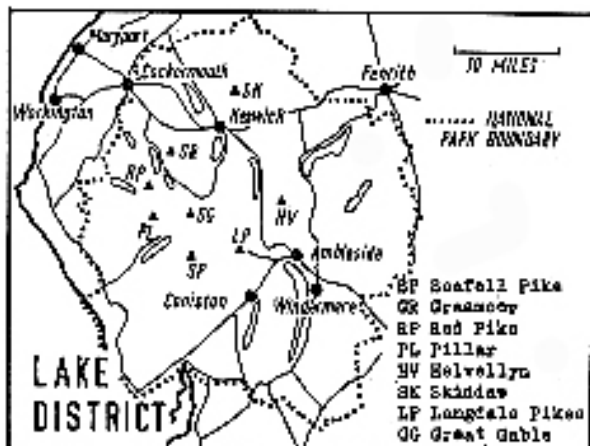 Maryport
Cockermouth
Penrith
10 MILES
SK
Workington
Keswick
NATIONAL
PARK BOUNDARY
GR
RP
GG
HV
PL
LP
SP
Ambleside
Coniston
Windermere
SP Scafell Pike
GR Grasmoor
RP Red Pike
PL Pillar
HV Helvellyn
SK Skiddaw
LP Langdale Pikes
GG Great Gable
LAKE
DISTRICT